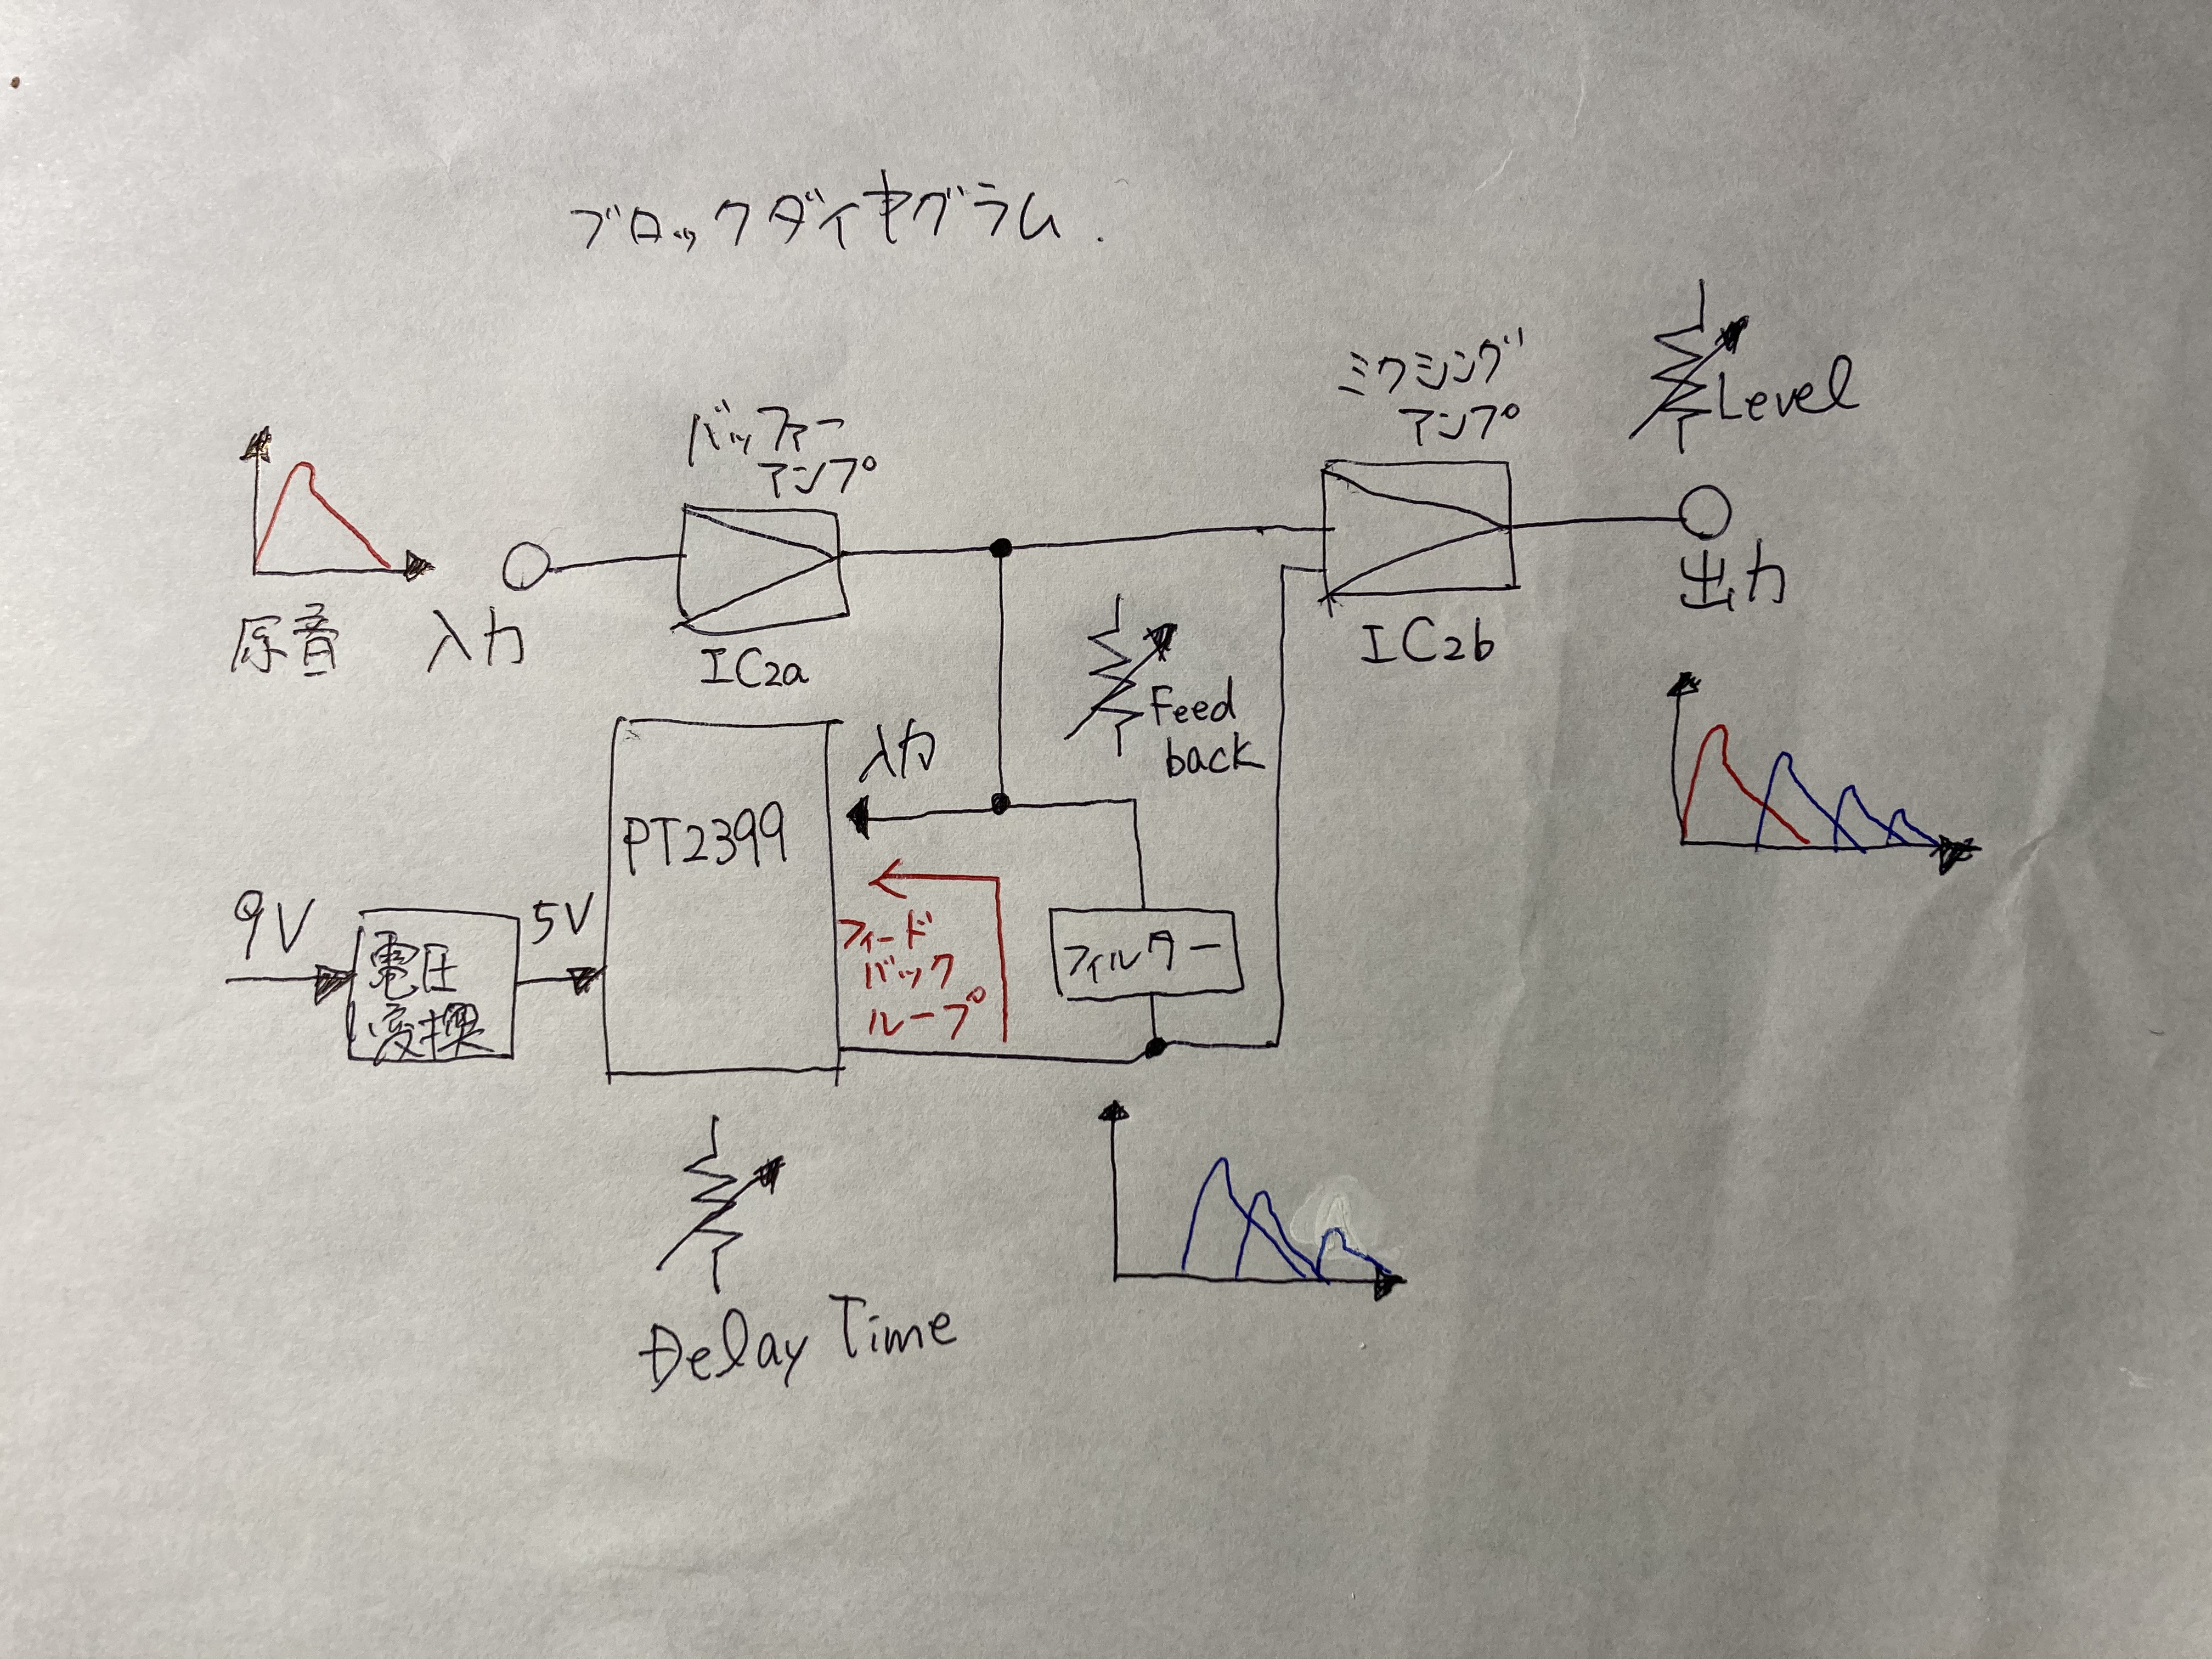 ブロックダイヤグラム.
Level
ミクシング
アンプ
バッファー
アンプ
原音
入力
IC2a
IC2b
出力
Feed
back
入力
PT2399
9V
5V
電圧
変換
フィード
バック
ループ
フィルター
Delay Time